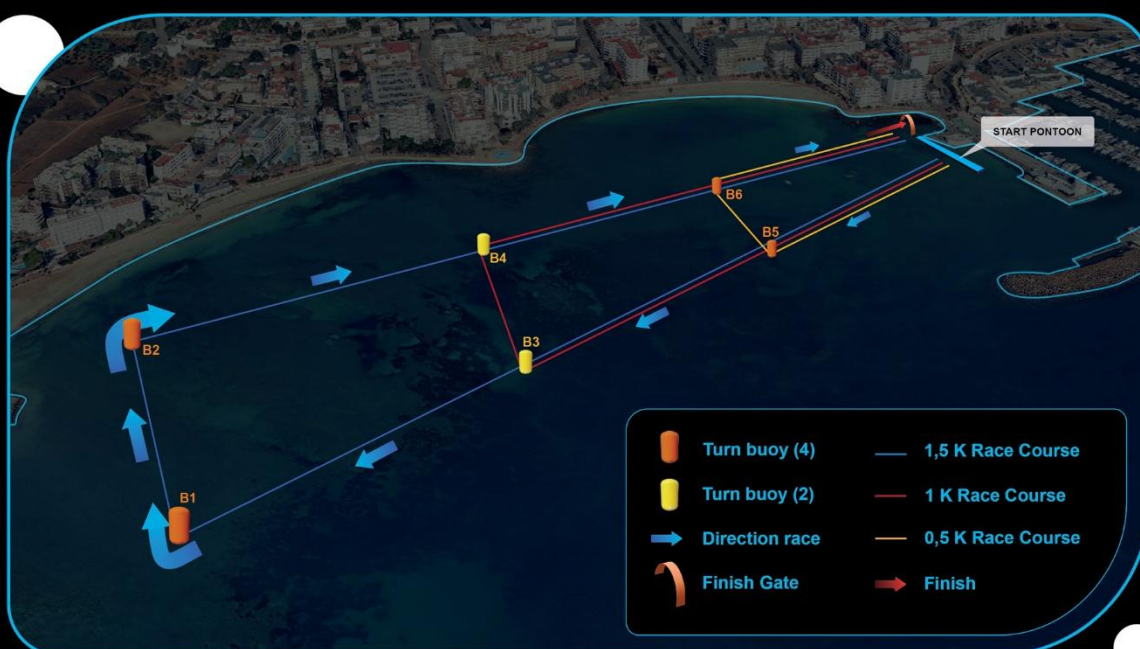 START PONTOON
B6
B5
B4
B3
B2
B1
Turn buoy (4)
1,5 K Race Course
Turn buoy (2)
1 K Race Course
Direction race
0,5 K Race Course
Finish Gate
Finish